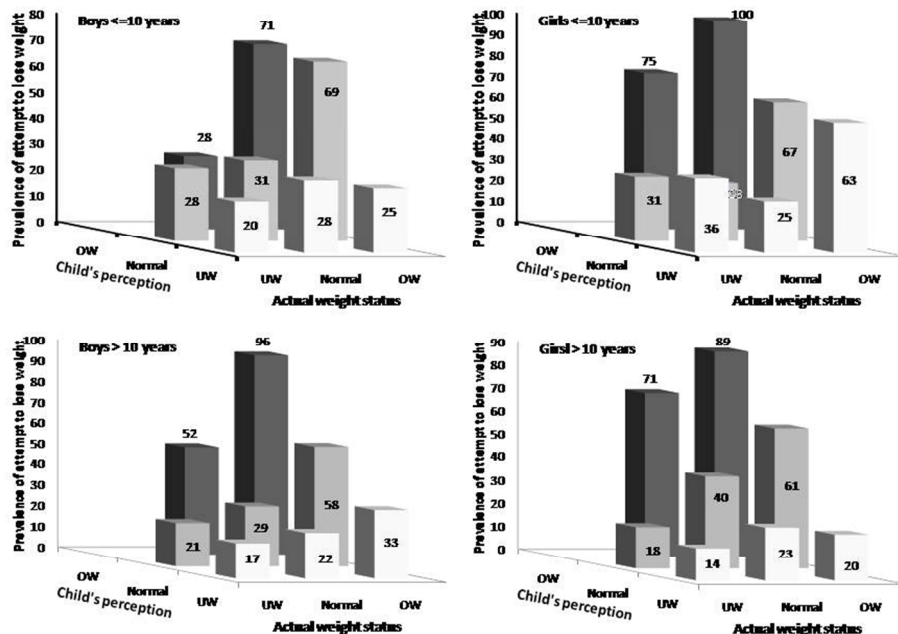 Boys <=10 years
Prevalence of attempt to lose weight
80
70
60
50
40
30
20
10
0
71
69
28
31
28
20
28
25
OW
Normal
UW
Child's perception
UW
Normal
OW
Actual weight status
Girls <=10 years
Prevalence of attempt to lose weight
100
90
80
70
60
50
40
30
20
10
0
100
75
67
63
31
36
25
OW
Normal
UW
Child's perception
UW
Normal
OW
Actual weight status
Boys > 10 years
Prevalence of attempt to lose weight
100
90
80
70
60
50
40
30
20
10
0
96
52
58
29
33
21
17
22
OW
Normal
UW
Child's perception
UW
Normal
OW
Actual weight status
Girsl > 10 years
Prevalence of attempt to lose weight
90
80
70
60
50
40
30
20
10
0
89
71
40
61
18
14
23
20
OW
Normal
UW
Child's perception
UW
Normal
OW
Actual weight status